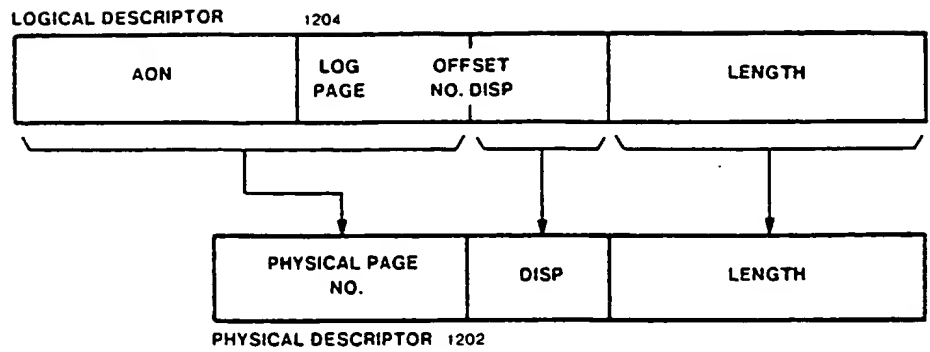 LOGICAL DESCRIPTOR 1204
AON
LOG PAGE
OFFSET NO. DISP
LENGTH
PHYSICAL PAGE NO.
DISP
LENGTH
PHYSICAL DESCRIPTOR 1202